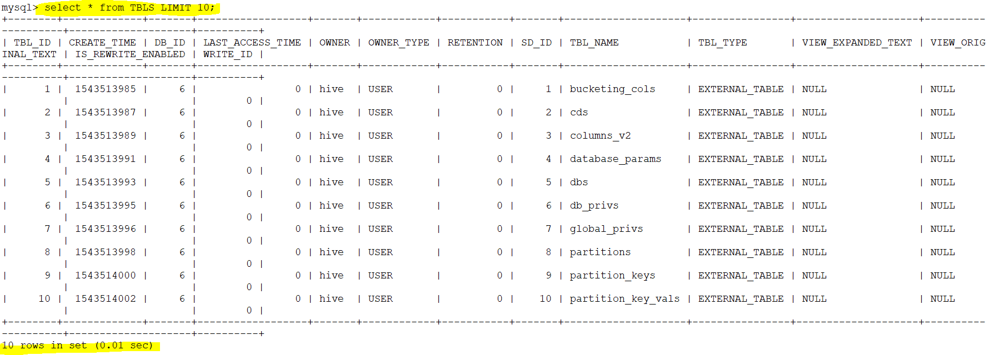 mysql> select * from TBLS LIMIT 10;
+--------+-------------+-------+------------------+-------+------------+-----------+-------+--------------------+----------------+--------------------+----------
----------+--------------------+----------+
| TBL_ID | CREATE_TIME | DB_ID | LAST_ACCESS_TIME | OWNER | OWNER_TYPE | RETENTION | SD_ID | TBL_NAME           | TBL_TYPE       | VIEW_EXPANDED_TEXT | VIEW_ORIG
INAL_TEXT | IS_REWRITE_ENABLED | WRITE_ID |
+--------+-------------+-------+------------------+-------+------------+-----------+-------+--------------------+----------------+--------------------+----------
----------+--------------------+----------+
|      1 |  1543513985 |     6 |                0 | hive  | USER       |         0 |     1 | bucketing_cols     | EXTERNAL_TABLE | NULL               | NULL
          |                    |        0 |
|      2 |  1543513987 |     6 |                0 | hive  | USER       |         0 |     2 | cds                | EXTERNAL_TABLE | NULL               | NULL
          |                    |        0 |
|      3 |  1543513989 |     6 |                0 | hive  | USER       |         0 |     3 | columns_v2         | EXTERNAL_TABLE | NULL               | NULL
          |                    |        0 |
|      4 |  1543513991 |     6 |                0 | hive  | USER       |         0 |     4 | database_params    | EXTERNAL_TABLE | NULL               | NULL
          |                    |        0 |
|      5 |  1543513993 |     6 |                0 | hive  | USER       |         0 |     5 | dbs                | EXTERNAL_TABLE | NULL               | NULL
          |                    |        0 |
|      6 |  1543513995 |     6 |                0 | hive  | USER       |         0 |     6 | db_privs           | EXTERNAL_TABLE | NULL               | NULL
          |                    |        0 |
|      7 |  1543513996 |     6 |                0 | hive  | USER       |         0 |     7 | global_privs       | EXTERNAL_TABLE | NULL               | NULL
          |                    |        0 |
|      8 |  1543513998 |     6 |                0 | hive  | USER       |         0 |     8 | partitions         | EXTERNAL_TABLE | NULL               | NULL
          |                    |        0 |
|      9 |  1543514000 |     6 |                0 | hive  | USER       |         0 |     9 | partition_keys     | EXTERNAL_TABLE | NULL               | NULL
          |                    |        0 |
|     10 |  1543514002 |     6 |                0 | hive  | USER       |         0 |    10 | partition_key_vals | EXTERNAL_TABLE | NULL               | NULL
          |                    |        0 |
+--------+-------------+-------+------------------+-------+------------+-----------+-------+--------------------+----------------+--------------------+----------
----------+--------------------+----------+
10 rows in set (0.01 sec)